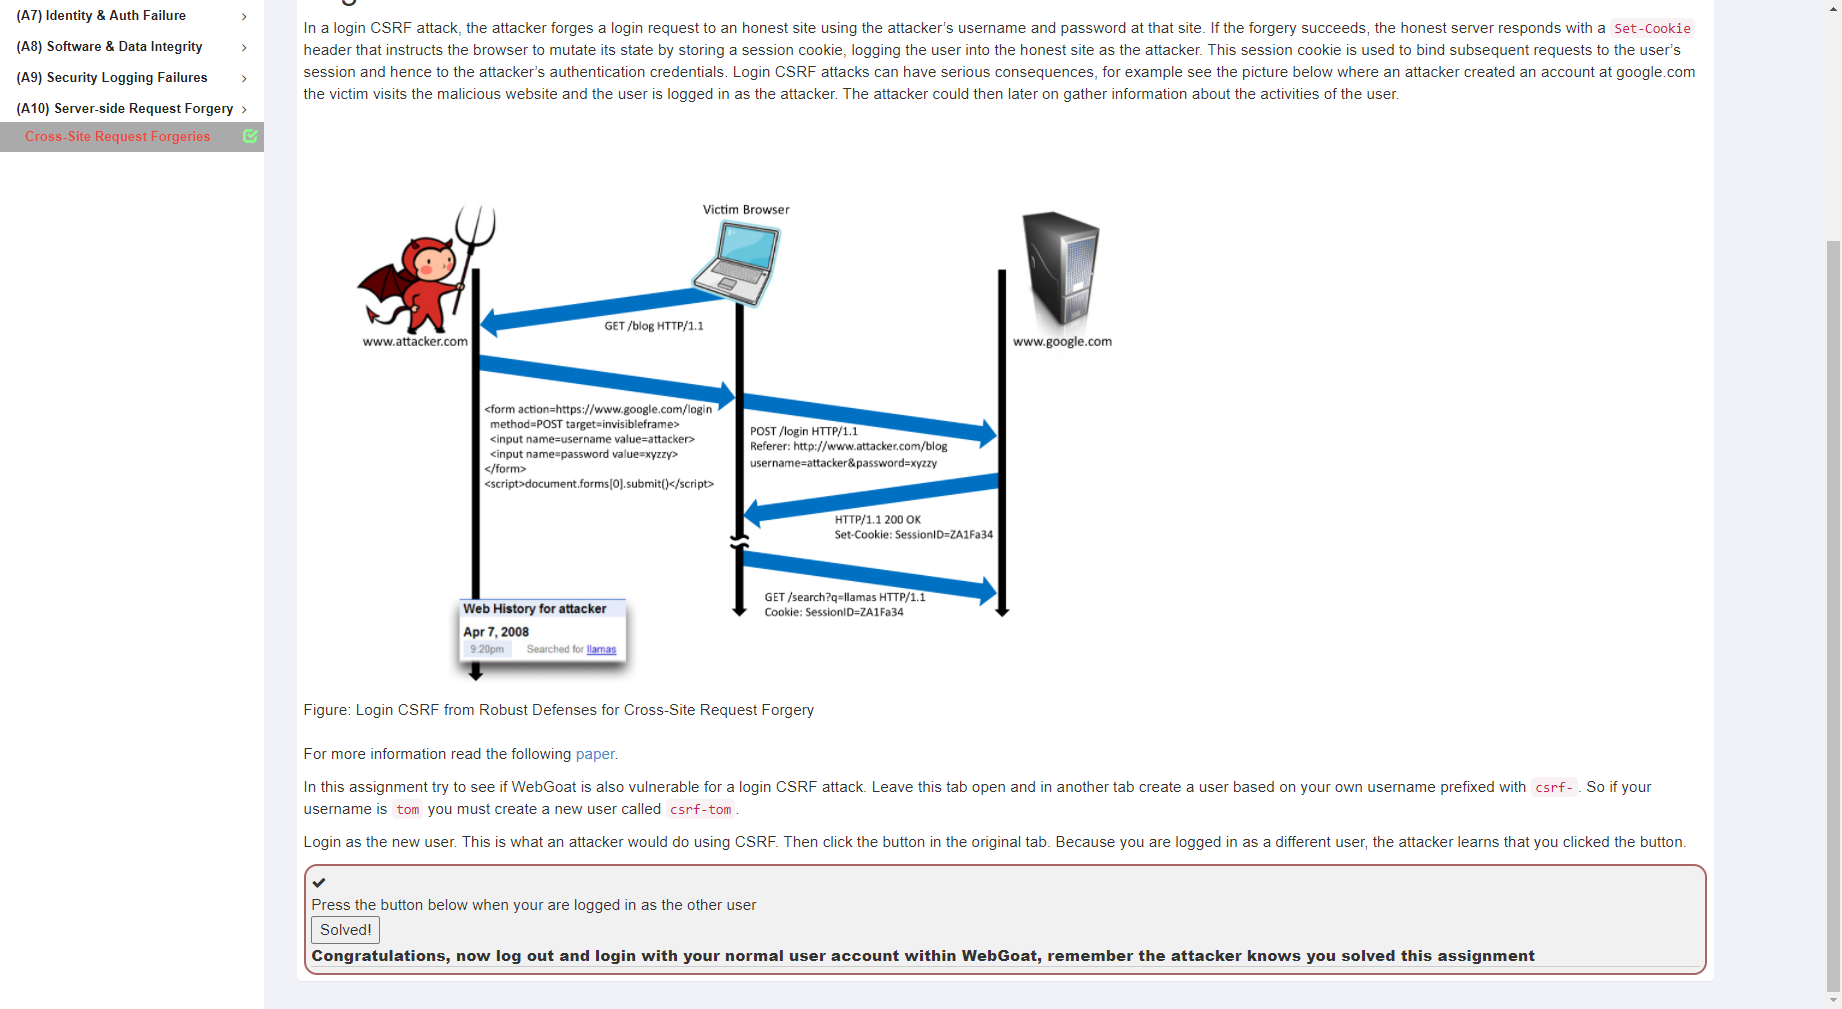 (A7) Identity & Auth Failure
(A8) Software & Data Integrity
(A9) Security Logging Failures
(A10) Server-side Request Forgery
Cross-Site Request Forgeries
In a login CSRF attack, the attacker forges a login request to an honest site using the attacker’s username and password at that site. If the forgery succeeds, the honest server responds with a Set-Cookie
header that instructs the browser to mutate its state by storing a session cookie, logging the user into the honest site as the attacker. This session cookie is used to bind subsequent requests to the user’s
session and hence to the attacker’s authentication credentials. Login CSRF attacks can have serious consequences, for example see the picture below where an attacker created an account at google.com
the victim visits the malicious website and the user is logged in as the attacker. The attacker could then later on gather information about the activities of the user.
Victim Browser
www.attacker.com
www.google.com
GET /blog HTTP/1.1
<form action=https://www.google.com/login
method=POST target=invisibleframe>
<input name=username value=attacker>
<input name=password value=xyzzy>
</form>
<script>document.forms[0].submit()</script>
POST /login HTTP/1.1
Referer: http://www.attacker.com/blog
username=attacker&password=xyzzy
HTTP/1.1 200 OK
Set-Cookie: SessionID=ZA1Fa34
GET /search?q=llamas HTTP/1.1
Cookie: SessionID=ZA1Fa34
Web History for attacker
Apr 7, 2008
9:20pm Searched for llamas
Figure: Login CSRF from Robust Defenses for Cross-Site Request Forgery
For more information read the following paper.
In this assignment try to see if WebGoat is also vulnerable for a login CSRF attack. Leave this tab open and in another tab create a user based on your own username prefixed with csrf- . So if your
username is tom you must create a new user called csrf-tom .
Login as the new user. This is what an attacker would do using CSRF. Then click the button in the original tab. Because you are logged in as a different user, the attacker learns that you clicked the button.
Press the button below when your are logged in as the other user
Solved!
Congratulations, now log out and login with your normal user account within WebGoat, remember the attacker knows you solved this assignment